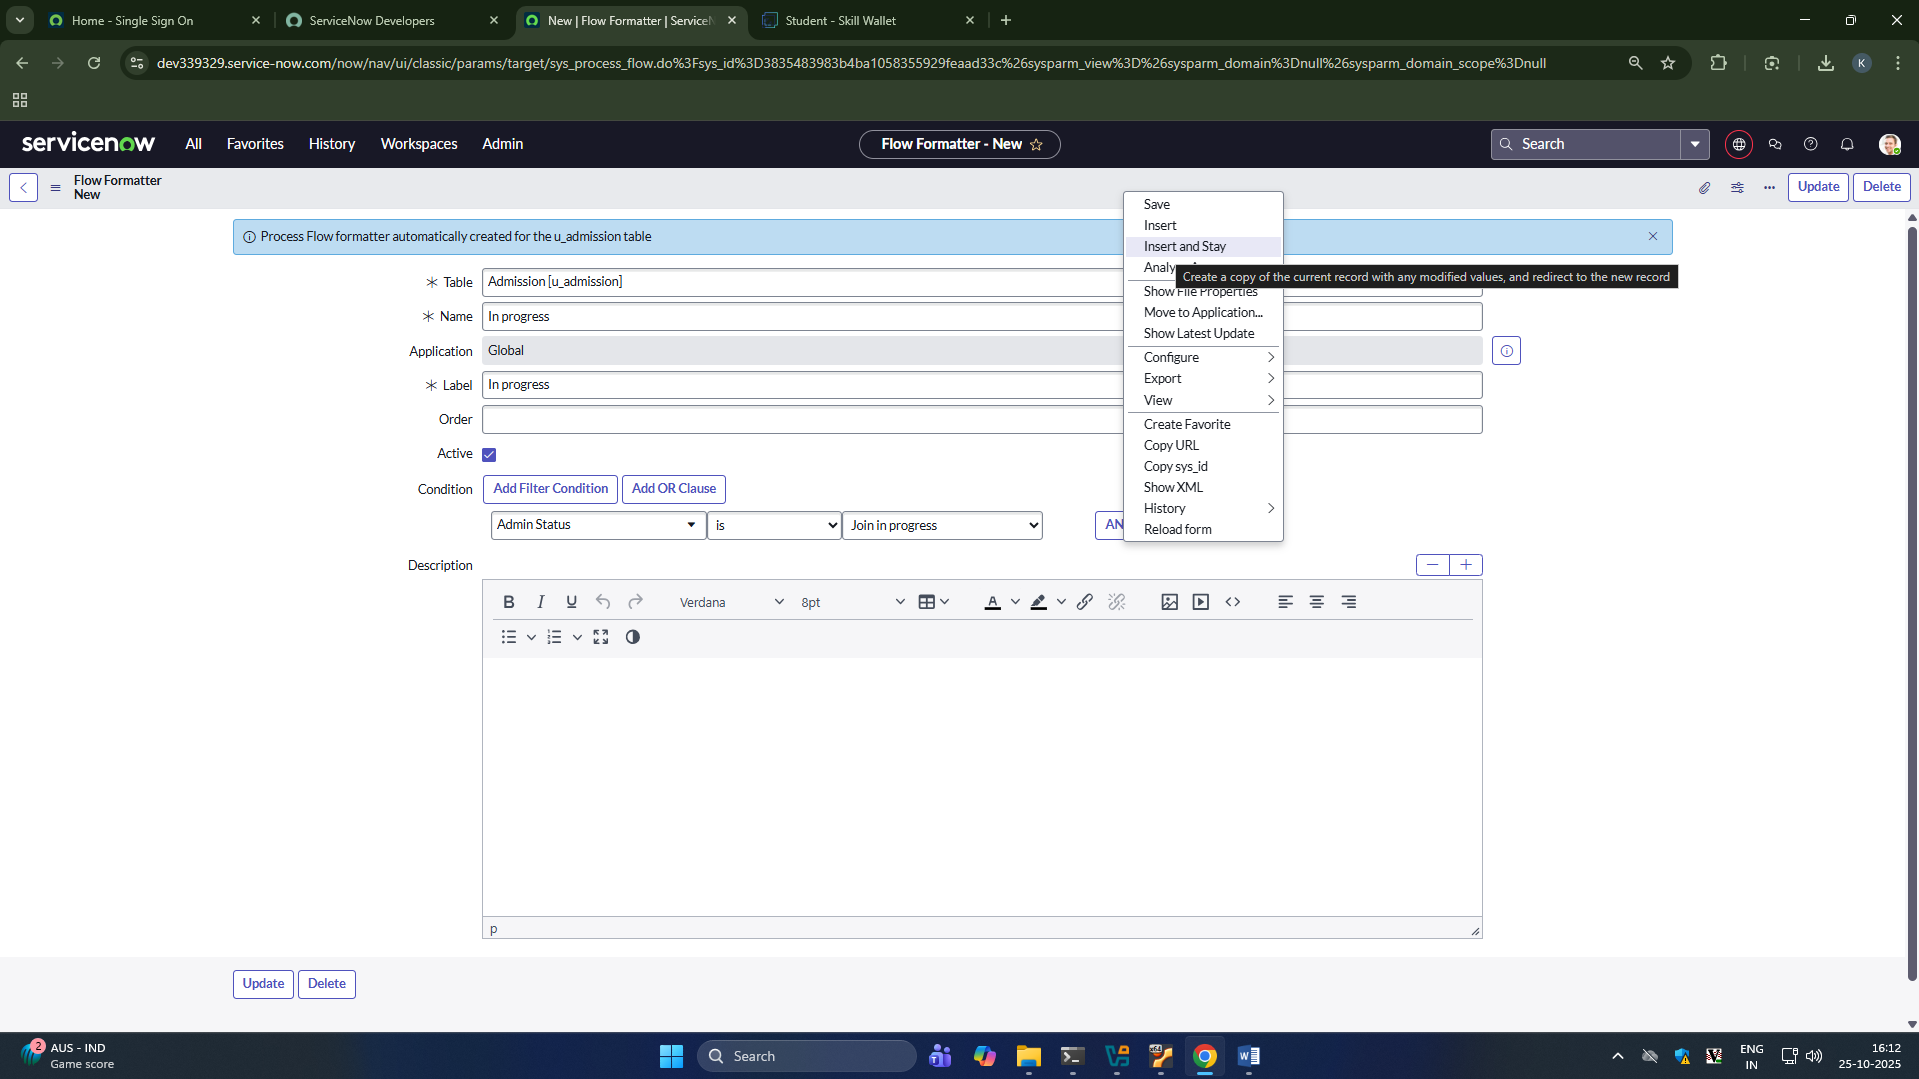 Home - Single Sign On
ServiceNow Developers
New | Flow Formatter | ServiceN
Student - Skill Wallet
dev339329.service-now.com/now/nav/ui/classic/params/target/sys_process_flow.do%3Fsys_id%3D3835483983b4ba1058355929feaad33c%26sysparm_view%3D%26sysparm_domain%3Dnull%26sysparm_domain_scope%3Dnull
K
servicenow
All
Favorites
History
Workspaces
Admin
Flow Formatter - New
Search
Flow Formatter
New
Update
Delete
Process Flow formatter automatically created for the u_admission table
Table
Admission [u_admission]
Name
In progress
Application
Global
Label
In progress
Order
Active
Condition
Add Filter Condition
Add OR Clause
Admin Status
is
Join in progress
AN
Save
Insert
Insert and Stay
Analy
Create a copy of the current record with any modified values, and redirect to the new record
Show File Properties
Move to Application...
Show Latest Update
Configure
Export
View
Create Favorite
Copy URL
Copy sys_id
Show XML
History
Reload form
Description
B I U
Verdana
8pt
A
p
Update
Delete
2
AUS - IND
Game score
Search
ENG
IN
16:12
25-10-2025